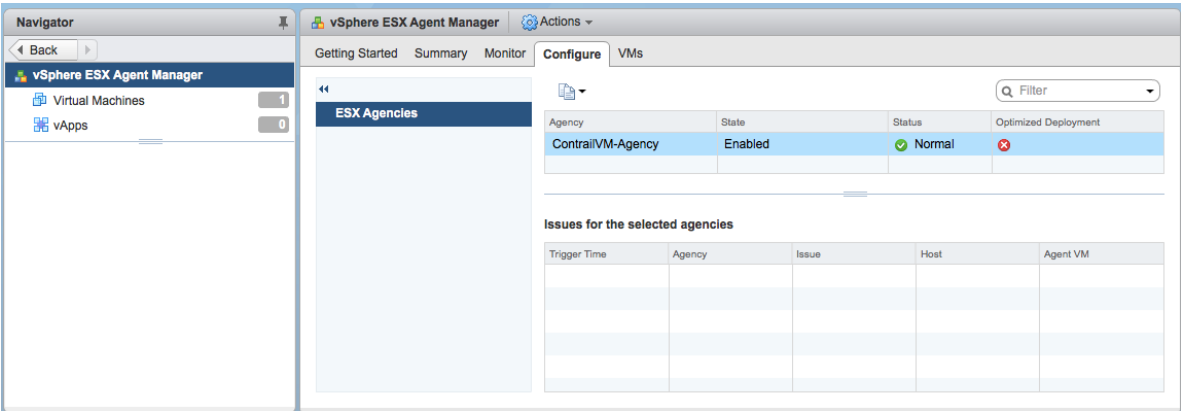 Navigator
Back
vSphere ESX Agent Manager
Virtual Machines 1
vApps 0
vSphere ESX Agent Manager Actions
Getting Started Summary Monitor Configure VMs
ESX Agencies
Filter
Agency State Status Optimized Deployment
ContrailVM-Agency Enabled Normal
Issues for the selected agencies
Trigger Time Agency Issue Host Agent VM